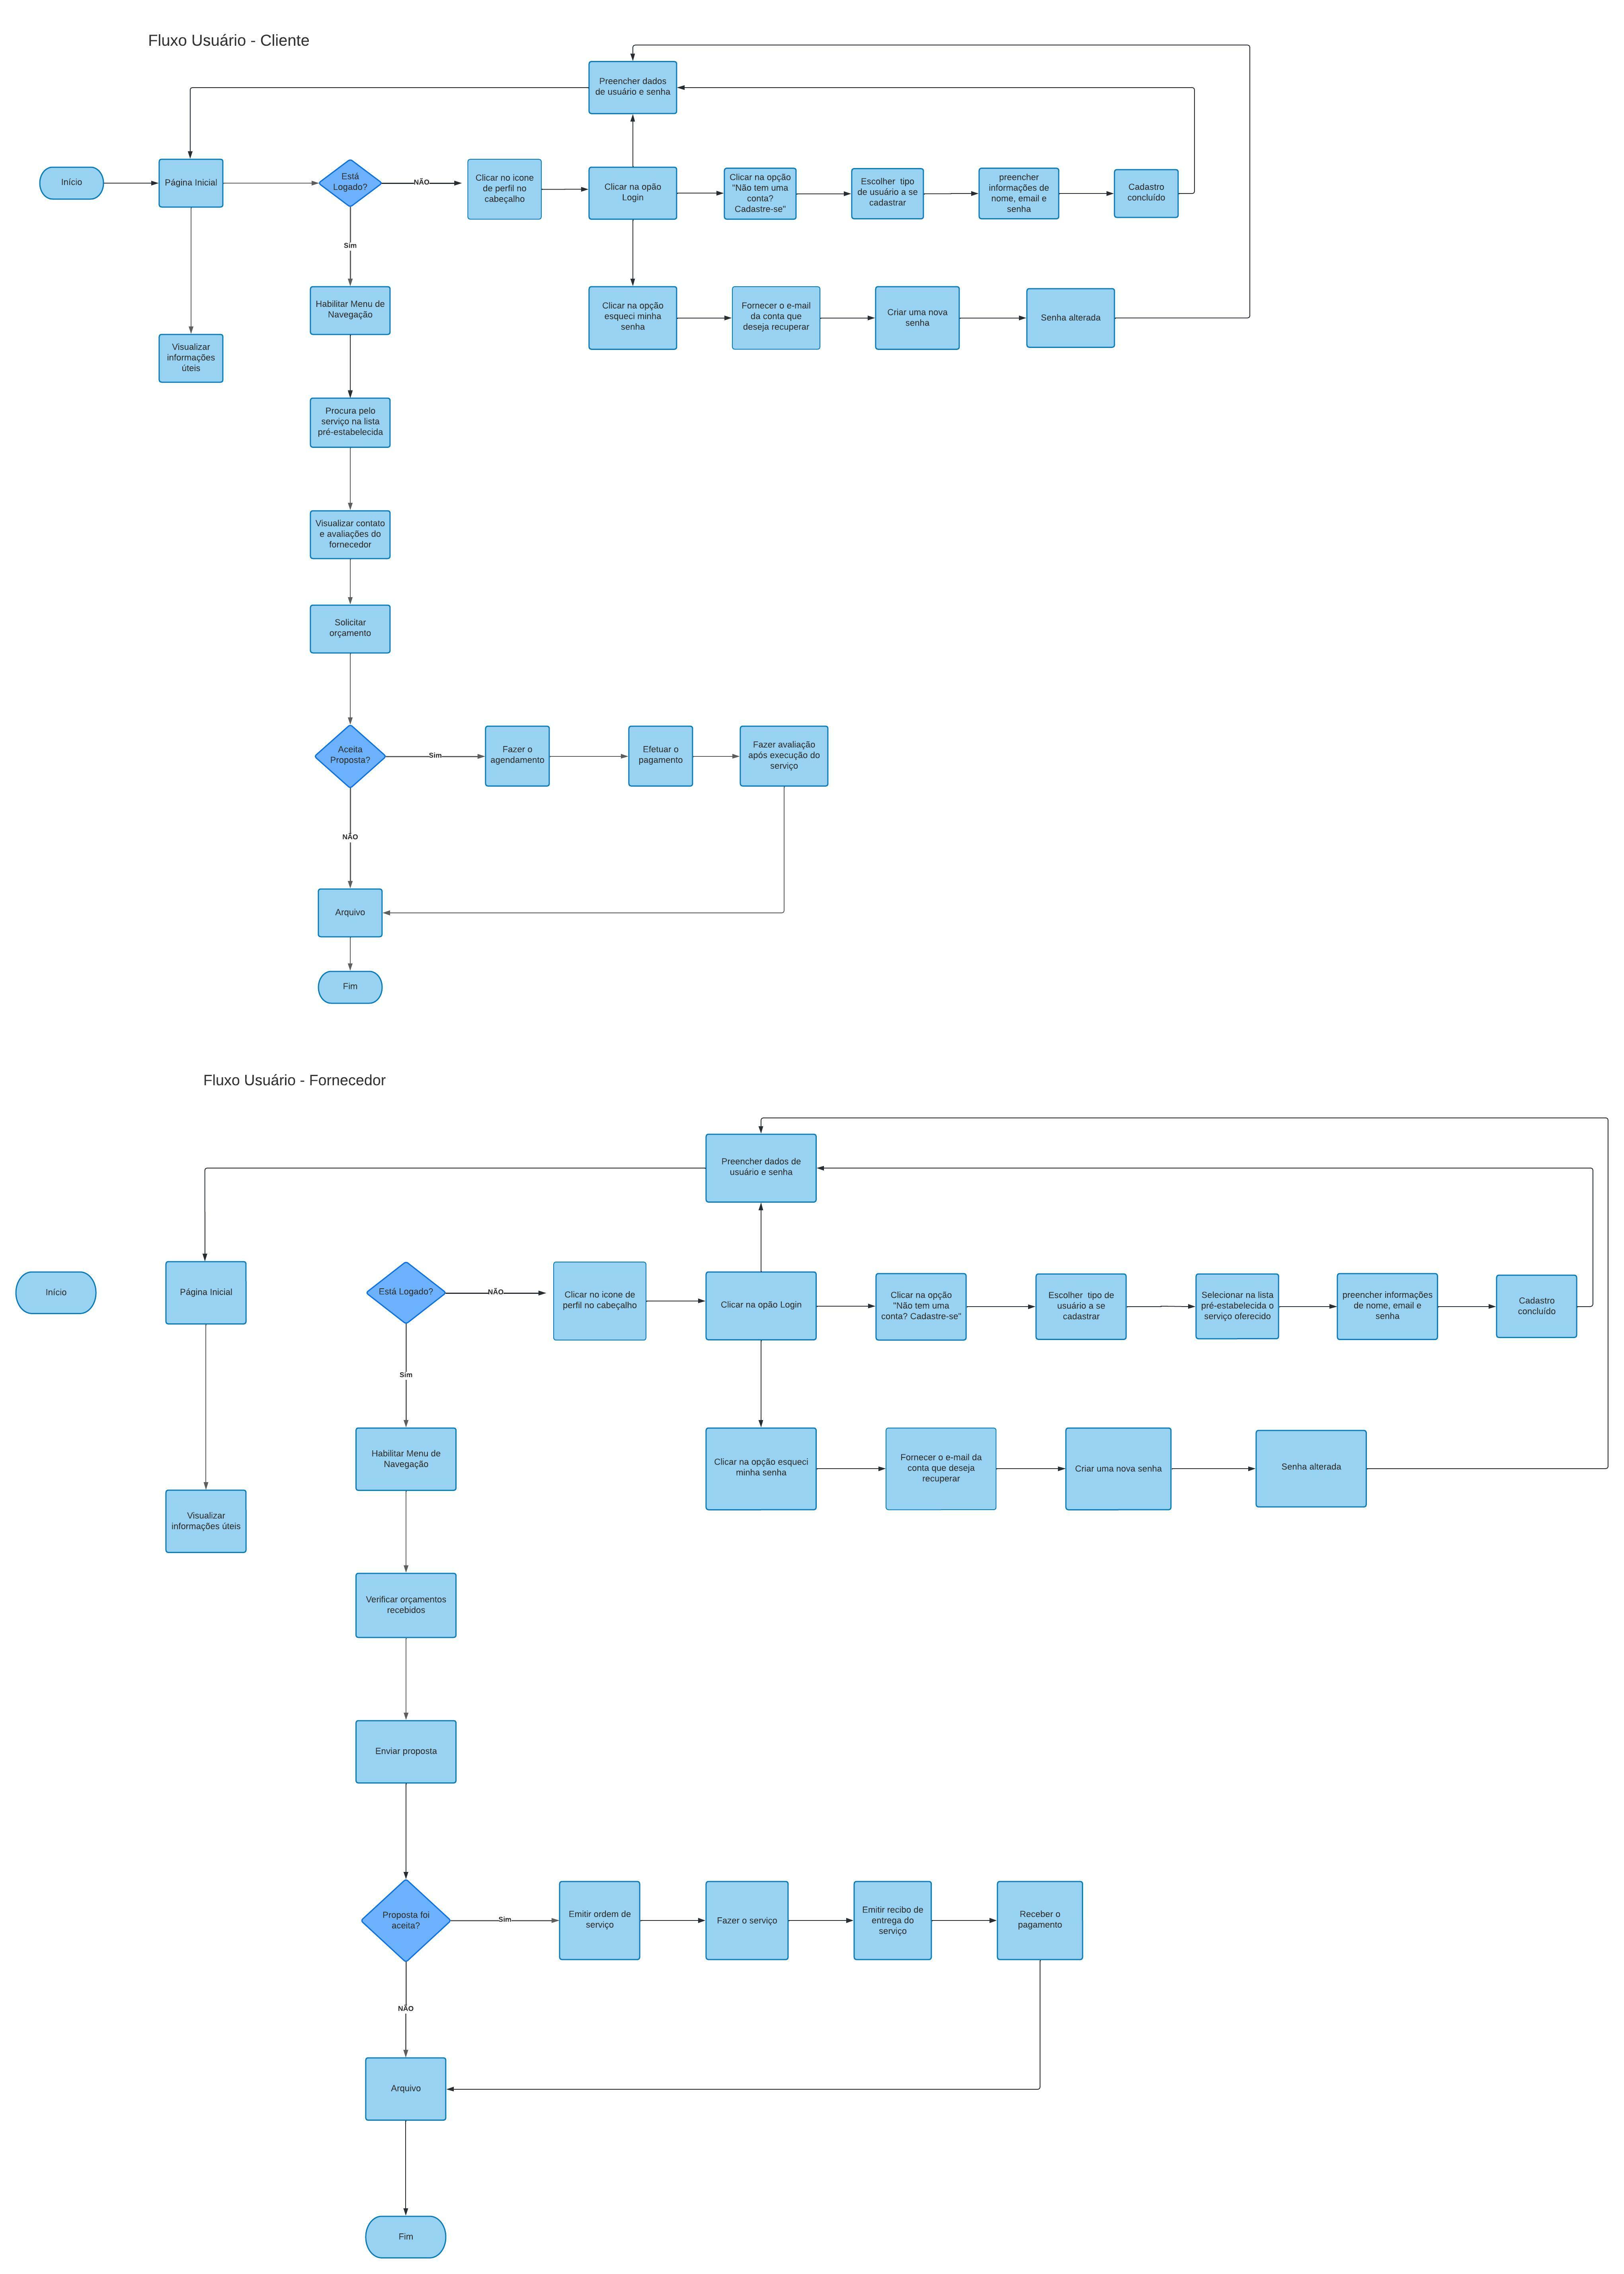 Fluxo Usuário - Cliente
Preencher dados
de usuário e senha
Início
Página Inicial
Está
Logado?
NÃO
Clicar no icone
de perfil no
cabeçalho
Clicar na opão
Login
Clicar na opção
"Não tem uma
conta?
Cadastre-se"
Escolher  tipo
de usuário a se
cadastrar
preencher
informações de
nome, email e
senha
Cadastro
concluído
Sim
Habilitar Menu de
Navegação
Clicar na opção
esqueci minha
senha
Fornecer o e-mail
da conta que
deseja recuperar
Criar uma nova
senha
Senha alterada
Visualizar
informações
úteis
Procura pelo
serviço na lista
pré-estabelecida
Visualizar contato
e avaliações do
fornecedor
Solicitar
orçamento
Aceita
Proposta?
Sim
Fazer o
agendamento
Efetuar o
pagamento
Fazer avaliação
após execução do
serviço
NÃO
Arquivo
Fim
Fluxo Usuário - Fornecedor
Preencher dados de
usuário e senha
Início
Página Inicial
Está Logado?
NÃO
Clicar no icone de
perfil no cabeçalho
Clicar na opão Login
Clicar na opção
"Não tem uma
conta? Cadastre-se"
Escolher  tipo de
usuário a se
cadastrar
Selecionar na lista
pré-estabelecida o
serviço oferecido
preencher informações
de nome, email e
senha
Cadastro
concluído
Sim
Habilitar Menu de
Navegação
Clicar na opção esqueci
minha senha
Fornecer o e-mail da
conta que deseja
recuperar
Criar uma nova senha
Senha alterada
Visualizar
informações úteis
Verificar orçamentos
recebidos
Enviar proposta
Proposta foi
aceita?
Sim
Emitir ordem de
serviço
Fazer o serviço
Emitir recibo de
entrega do
serviço
Receber o
pagamento
NÃO
Arquivo
Fim